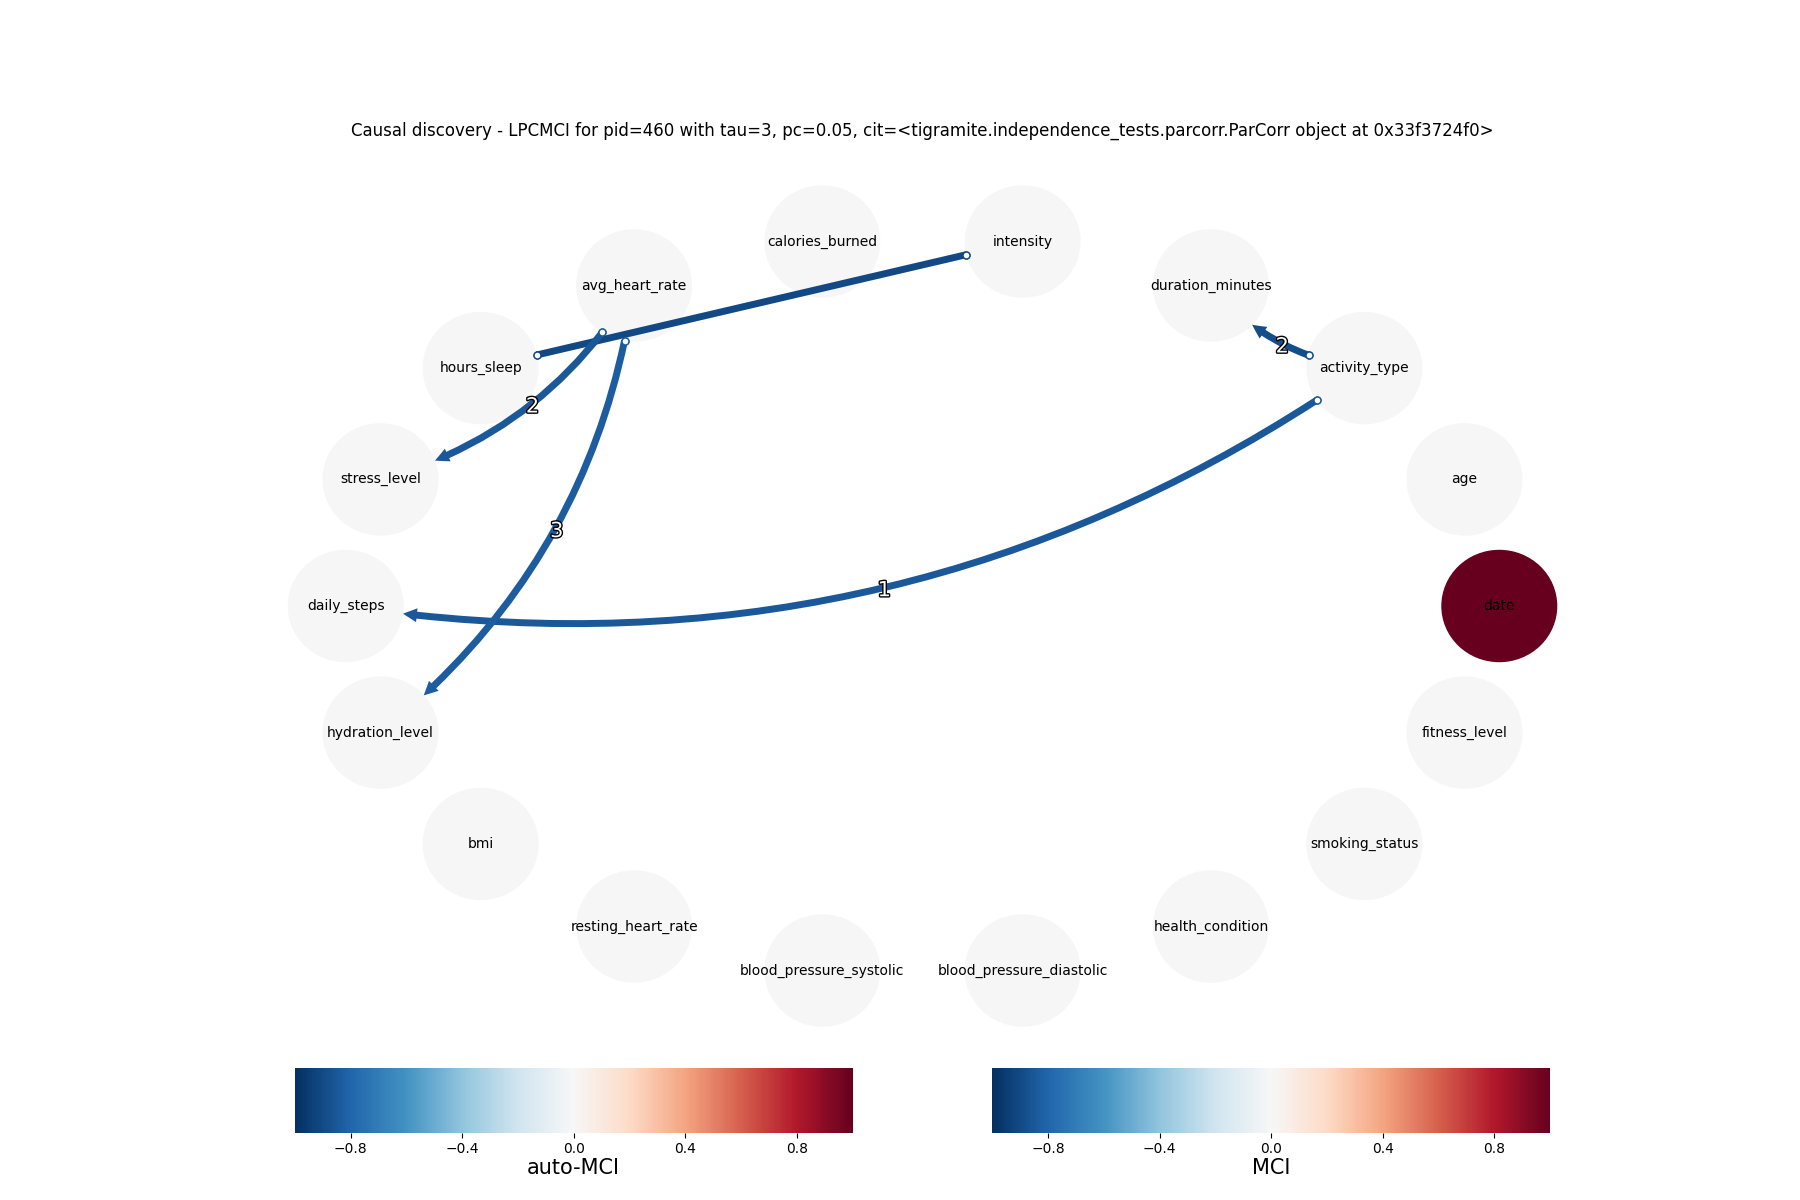 Causal discovery - LPCMCI for pid=460 with tau=3, pc=0.05, cit=<tigramite.independence_tests.parcorr.ParCorr object at 0x33f3724f0>
calories_burned
intensity
avg_heart_rate
duration_minutes
2
hours_sleep
activity_type
2
stress_level
age
3
1
daily_steps
date
hydration_level
fitness_level
bmi
smoking_status
resting_heart_rate
health_condition
blood_pressure_systolic
blood_pressure_diastolic
−0.8 −0.4 0.0 0.4 0.8
auto-MCI
−0.8 −0.4 0.0 0.4 0.8
MCI